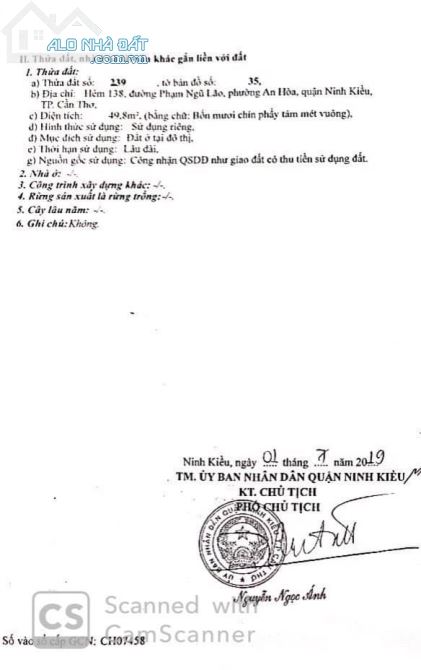 ALO NHÀ ĐẤT
II. Thửa đất, khác gắn liền với đất
1. Thửa đất:
a) Thửa đất số: 239 , tờ bản đồ số: 35,
b) Địa chỉ: Hẻm 138, đường Phạm Ngũ Lão, phường An Hòa, quận Ninh Kiều,
TP. Cần Thơ,
c) Diện tích: 49,8m², (bằng chữ: Bốn mươi chín phẩy tám mét vuông),
d) Hình thức sử dụng: Sử dụng riêng,
đ) Mục đích sử dụng: Đất ở tại đô thị,
e) Thời hạn sử dụng: Lâu dài,
g) Nguồn gốc sử dụng: Công nhận QSDĐ như giao đất có thu tiền sử dụng đất.
2. Nhà ở: -/-.
3. Công trình xây dựng khác: -/-.
4. Rừng sản xuất là rừng trồng: -/-.
5. Cây lâu năm: -/-.
6. Ghi chú: Không.
Ninh Kiều, ngày 01 tháng 7 năm 2019
TM. ỦY BAN NHÂN DÂN QUẬN NINH KIỀU
KT. CHỦ TỊCH
PHÓ CHỦ TỊCH
Nguyễn Ngọc Ánh
CS Scanned with
CamScanner
Số vào sổ cấp GCN: CH07458